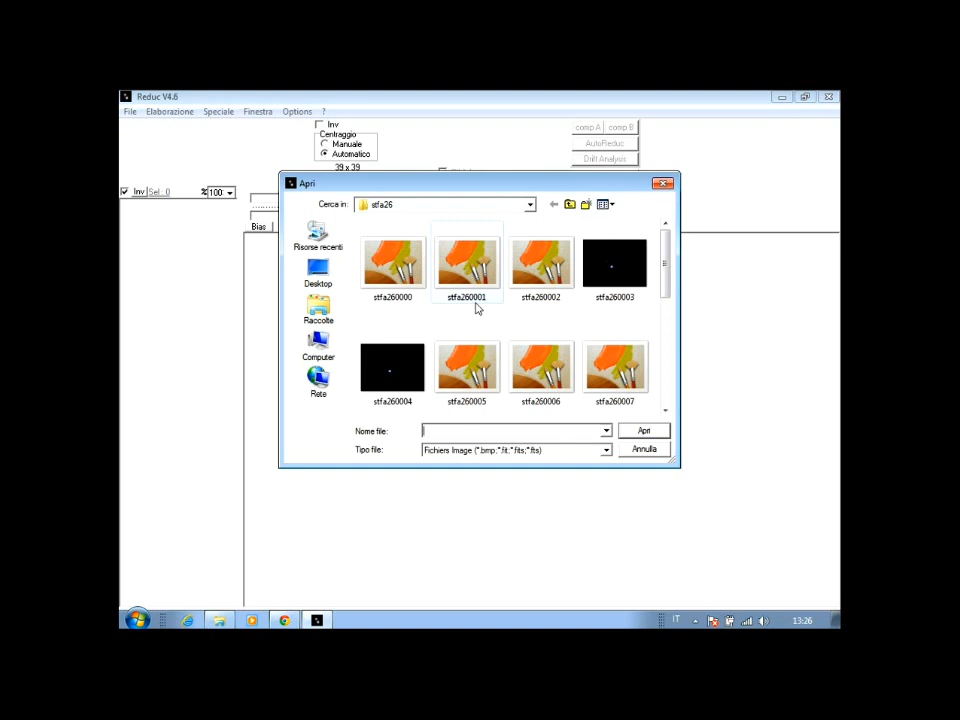 Reduc V4.6
File Elaborazione Speciale Finestra Options ?
Inv
Centraggio
Manuale
Automatico
39 x 39
comp A comp B
AutoReduc
Drift Analysis
Inv Sel : 0 % 100
Bias
Apri
Cerca in: stfa26
Risorse recenti
Desktop
Raccolte
Computer
Rete
stfa260000 stfa260001 stfa260002 stfa260003
stfa260004 stfa260005 stfa260006 stfa260007
Nome file: Apri
Tipo file: Fichiers Image (*.bmp;*.fit;*.fits;*.fts) Annulla
IT 13:26